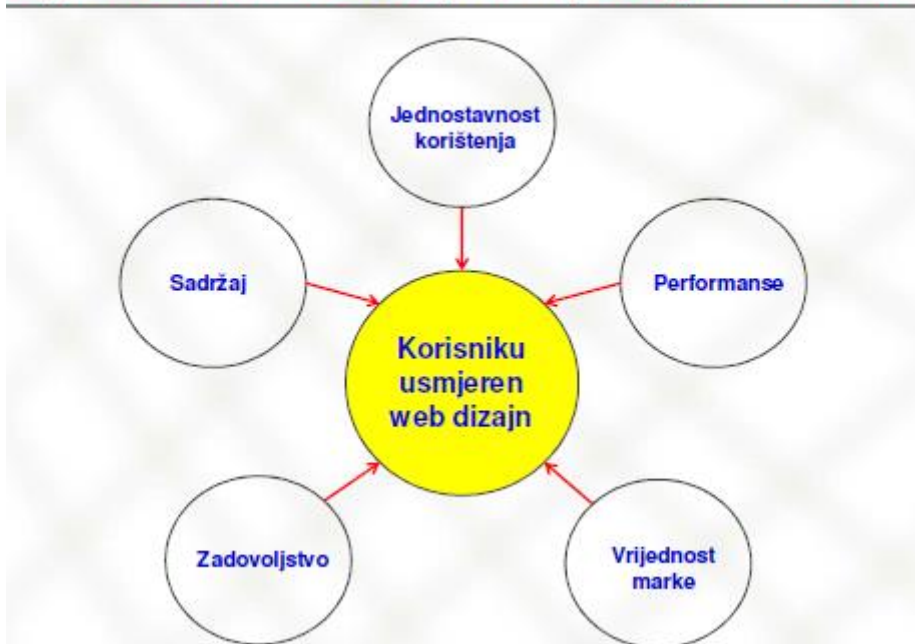 Jednostavnost
korištenja
Sadržaj
Performanse
Korisniku
usmjeren
web dizajn
Zadovoljstvo
Vrijednost
marke